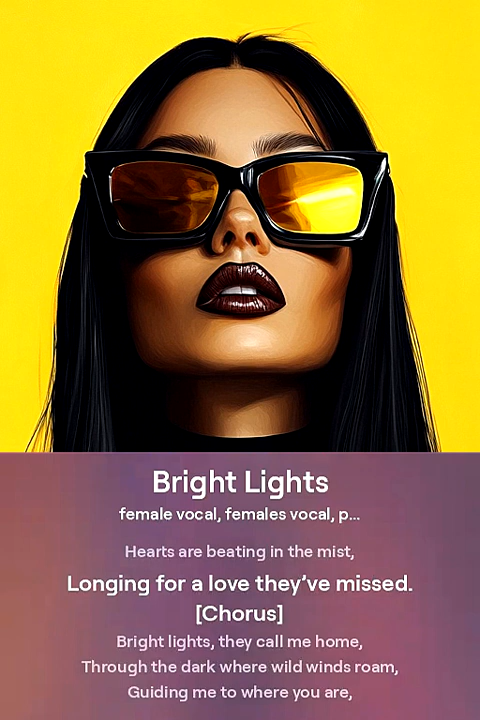 Bright Lights
female vocal, females vocal, p...
Hearts are beating in the mist,
Longing for a love they’ve missed.
[Chorus]
Bright lights, they call me home,
Through the dark where wild winds roam,
Guiding me to where you are,